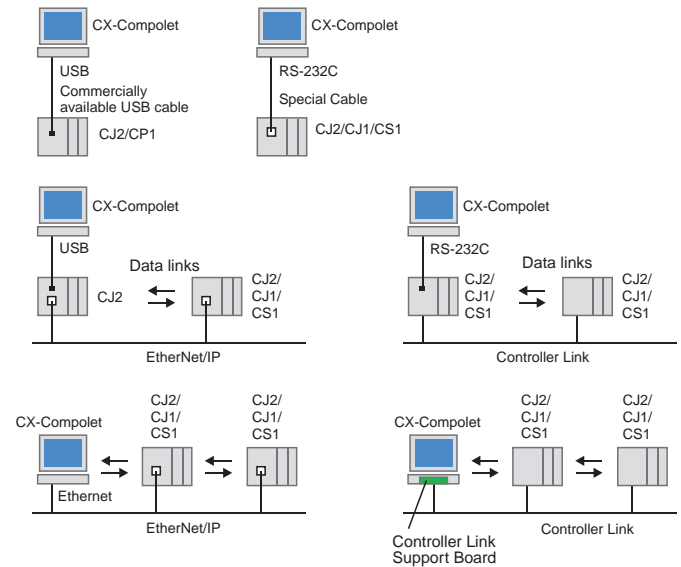 CX-Compolet
USB
Commercially
available USB cable
CJ2/CP1
CX-Compolet
RS-232C
Special Cable
CJ2/CJ1/CS1
CX-Compolet
USB
Data links
CJ2
CJ2/
CJ1/
CS1
EtherNet/IP
CX-Compolet
RS-232C
Data links
CJ2/
CJ1/
CS1
CJ2/
CJ1/
CS1
Controller Link
CX-Compolet
CJ2/
CJ1/
CS1
CJ2/
CJ1/
CS1
Ethernet
EtherNet/IP
CX-Compolet
CJ2/
CJ1/
CS1
CJ2/
CJ1/
CS1
Controller Link
Controller Link
Support Board